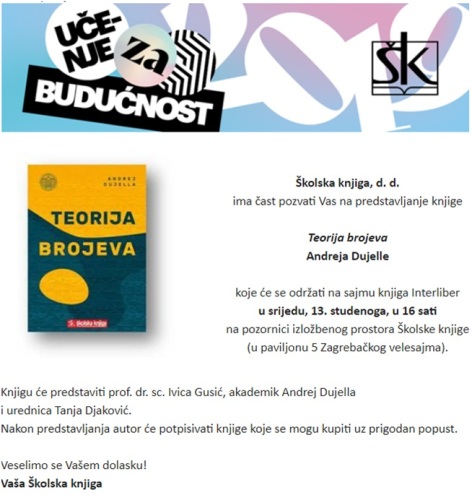 UČE-
NJE za
BUDUĆNOST
šk
ANDREJ
DUJELLA
TEORIJA
BROJEVA
školska knjiga
Školska knjiga, d. d.
ima čast pozvati Vas na predstavljanje knjige
Teorija brojeva
Andreja Dujelle
koje će se održati na sajmu knjiga Interliber
u srijedu, 13. studenoga, u 16 sati
na pozornici izložbenog prostora Školske knjige
(u paviljonu 5 Zagrebačkog velesajma).
Knjigu će predstaviti prof. dr. sc. Ivica Gusić, akademik Andrej Dujella
i urednica Tanja Djaković.
Nakon predstavljanja autor će potpisivati knjige koje se mogu kupiti uz prigodan popust.
Veselimo se Vašem dolasku!
Vaša Školska knjiga